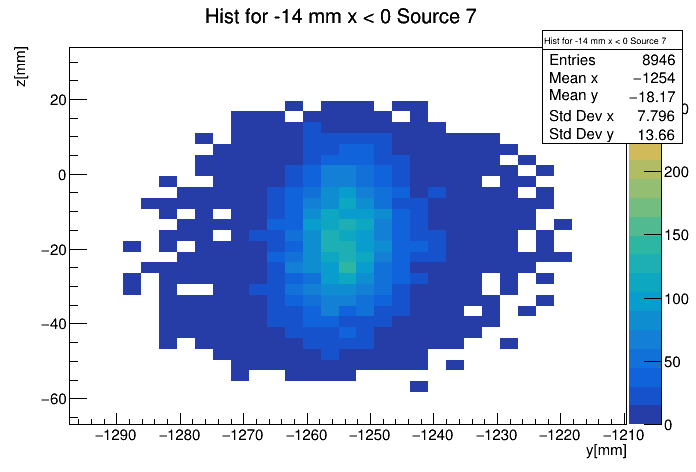 Hist for -14 mm x < 0 Source 7
z[mm]
Hist for -14 mm x < 0 Source 7
Entries 8946
Mean x −1254
Mean y −18.17
Std Dev x 7.796
Std Dev y 13.66
20
0
−20
−40
−60
0
200
150
100
50
0
−1290 −1280 −1270 −1260 −1250 −1240 −1230 −1220 −1210
y[mm]